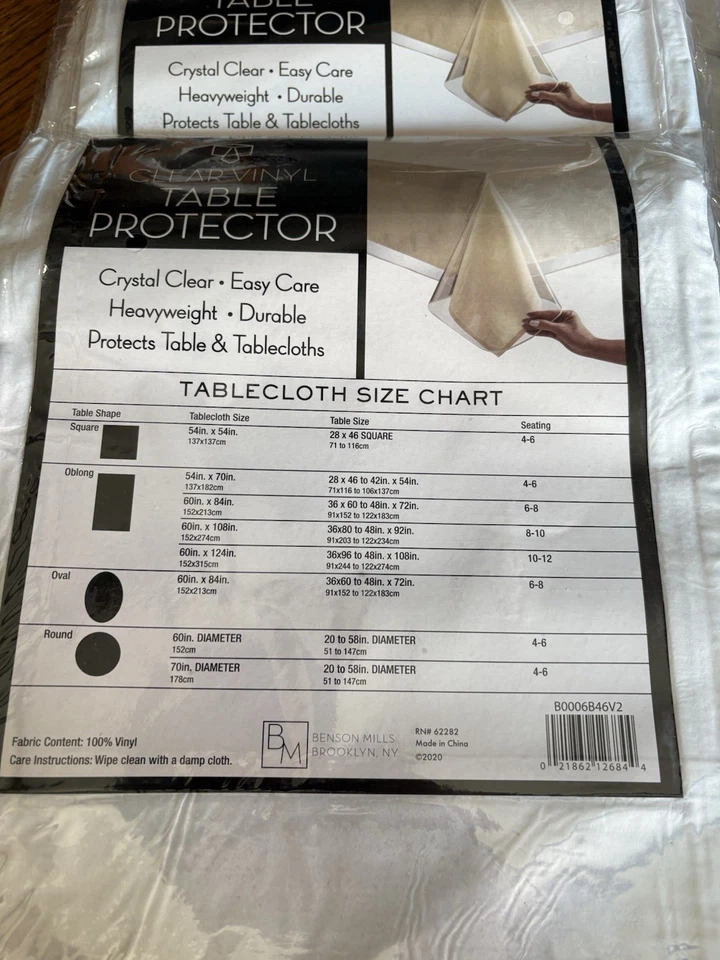 TABLE
PROTECTOR
Crystal Clear • Easy Care
Heavyweight • Durable
Protects Table & Tablecloths
CLEAR VINYL
TABLE
PROTECTOR
Crystal Clear • Easy Care
Heavyweight • Durable
Protects Table & Tablecloths
TABLECLOTH SIZE CHART
Table Shape Tablecloth Size Table Size Seating
Square 54in. x 54in. 28 x 46 SQUARE 4-6
137x137cm 71 to 116cm
Oblong 54in. x 70in. 28 x 46 to 42in. x 54in. 4-6
137x182cm 71x116 to 106x137cm
60in. x 84in. 36 x 60 to 48in. x 72in. 6-8
152x213cm 91x152 to 122x183cm
60in. x 108in. 36x80 to 48in. x 92in. 8-10
152x274cm 91x203 to 122x234cm
60in. x 124in. 36x96 to 48in. x 108in. 10-12
152x315cm 91x244 to 122x274cm
Oval 60in. x 84in. 36x60 to 48in. x 72in. 6-8
152x213cm 91x152 to 122x183cm
Round 60in. DIAMETER 20 to 58in. DIAMETER 4-6
152cm 51 to 147cm
70in. DIAMETER 20 to 58in. DIAMETER 4-6
178cm 51 to 147cm
Fabric Content: 100% Vinyl
Care Instructions: Wipe clean with a damp cloth.
BM
BENSON MILLS
BROOKLYN, NY
RN# 62282
Made in China
©2020
B0006B46V2
0 21862 12684 4